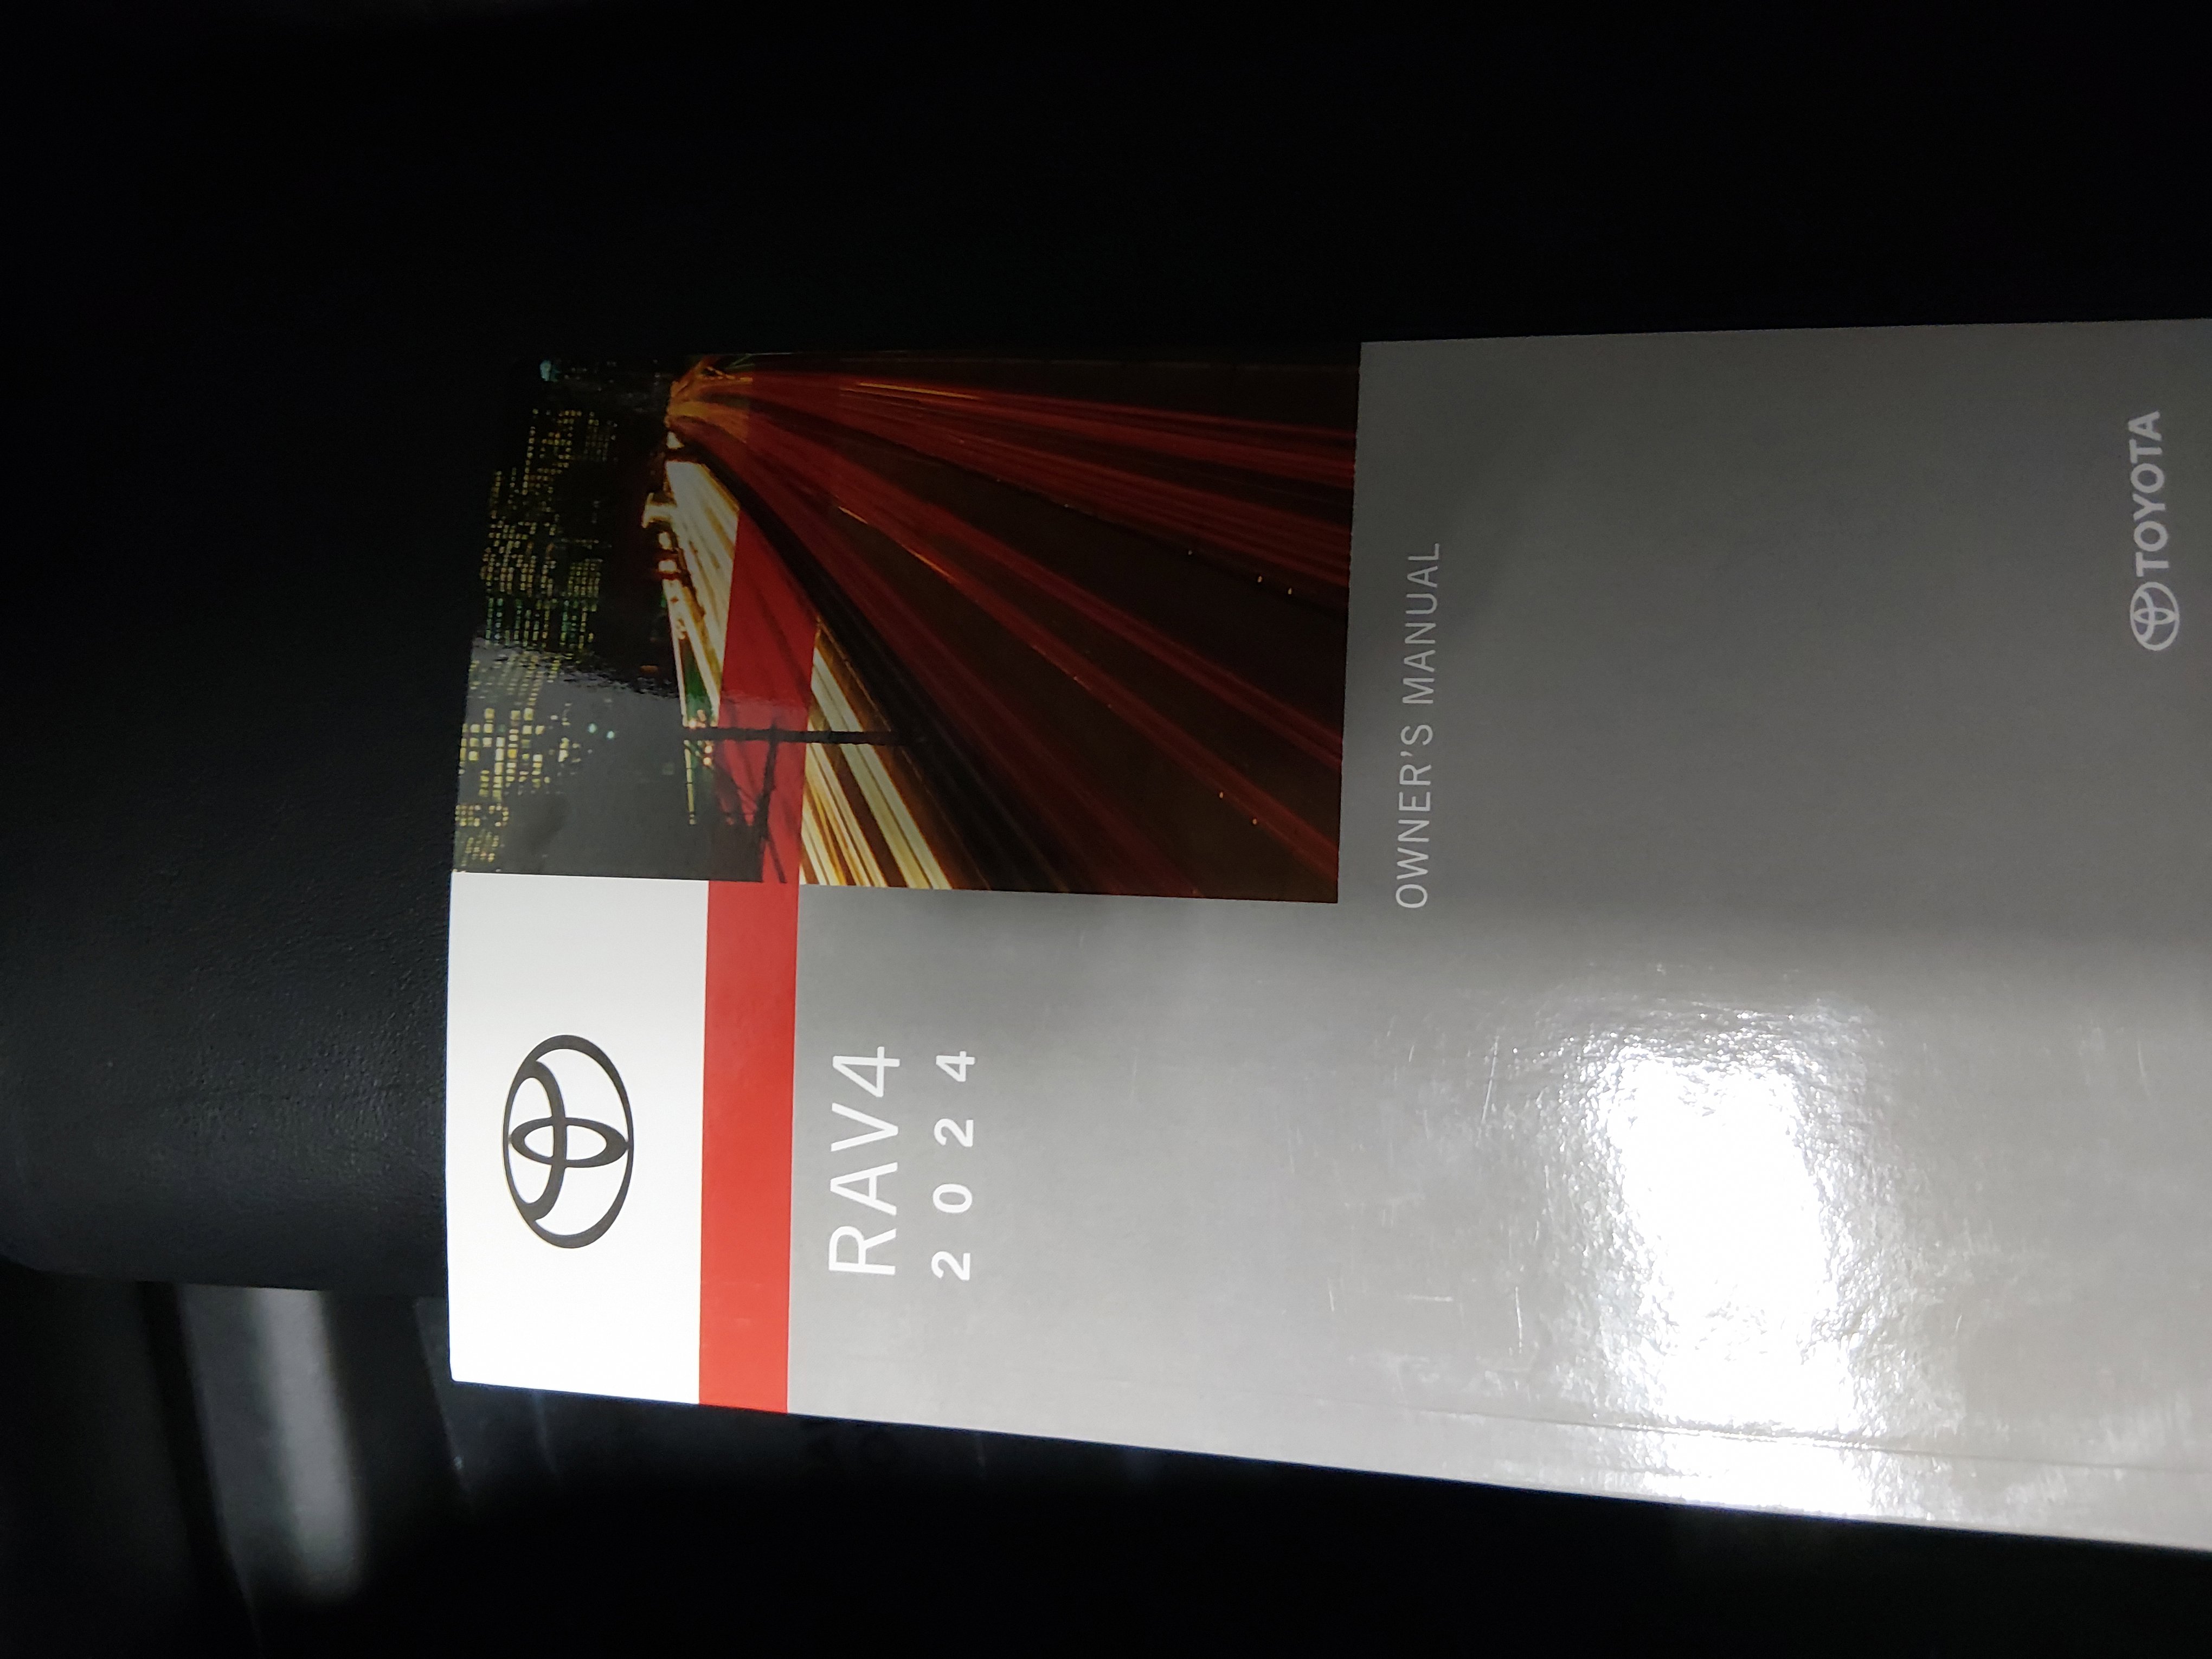 RAV4
2024
OWNER'S MANUAL
TOYOTA